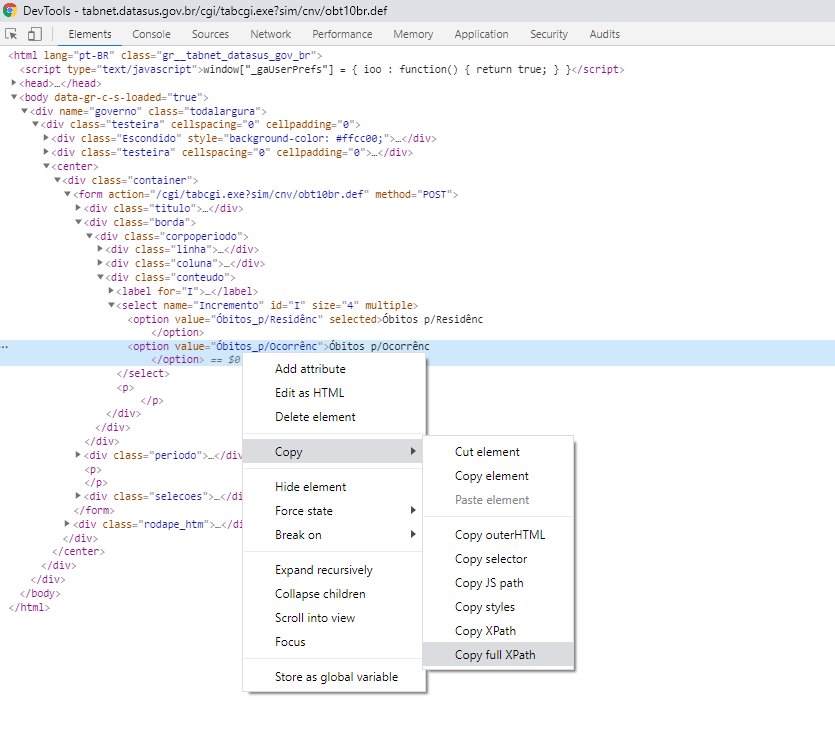 DevTools - tabnet.datasus.gov.br/cgi/tabcgi.exe?sim/cnv/obt10br.def
Elements Console Sources Network Performance Memory Application Security Audits
<html lang="pt-BR" class="gr__tabnet_datasus_gov_br">
<script type="text/javascript">window["_gaUserPrefs"] = { ioo : function() { return true; } }</script>
<head>…</head>
<body data-gr-c-s-loaded="true">
<div name="governo" class="todalargura">
<div class="testeira" cellspacing="0" cellpadding="0">
<div class="Escondido" style="background-color: #ffcc00;">…</div>
<div class="testeira" cellspacing="0" cellpadding="0">…</div>
<center>
<div class="container">
<form action="/cgi/tabcgi.exe?sim/cnv/obt10br.def" method="POST">
<div class="titulo">…</div>
<div class="borda">
<div class="corpoperiodo">
<div class="linha">…</div>
<div class="coluna">…</div>
<div class="conteudo">
<label for="I">…</label>
<select name="Incremento" id="I" size="4" multiple>
<option value="Óbitos_p/Residênc" selected>Óbitos p/Residênc
</option>
… <option value="Óbitos_p/Ocorrênc">Óbitos p/Ocorrênc
</option> == $0
</select>
<p>
</p>
</div>
</div>
</div>
<div class="periodo">…</div
<p>
</p>
<div class="selecoes">…</di
</form>
<div class="rodape_htm">…</di
</div>
</center>
</div>
</div>
</body>
</html>
Add attribute
Edit as HTML
Delete element
Copy
Hide element
Force state
Break on
Expand recursively
Collapse children
Scroll into view
Focus
Store as global variable
Cut element
Copy element
Paste element
Copy outerHTML
Copy selector
Copy JS path
Copy styles
Copy XPath
Copy full XPath